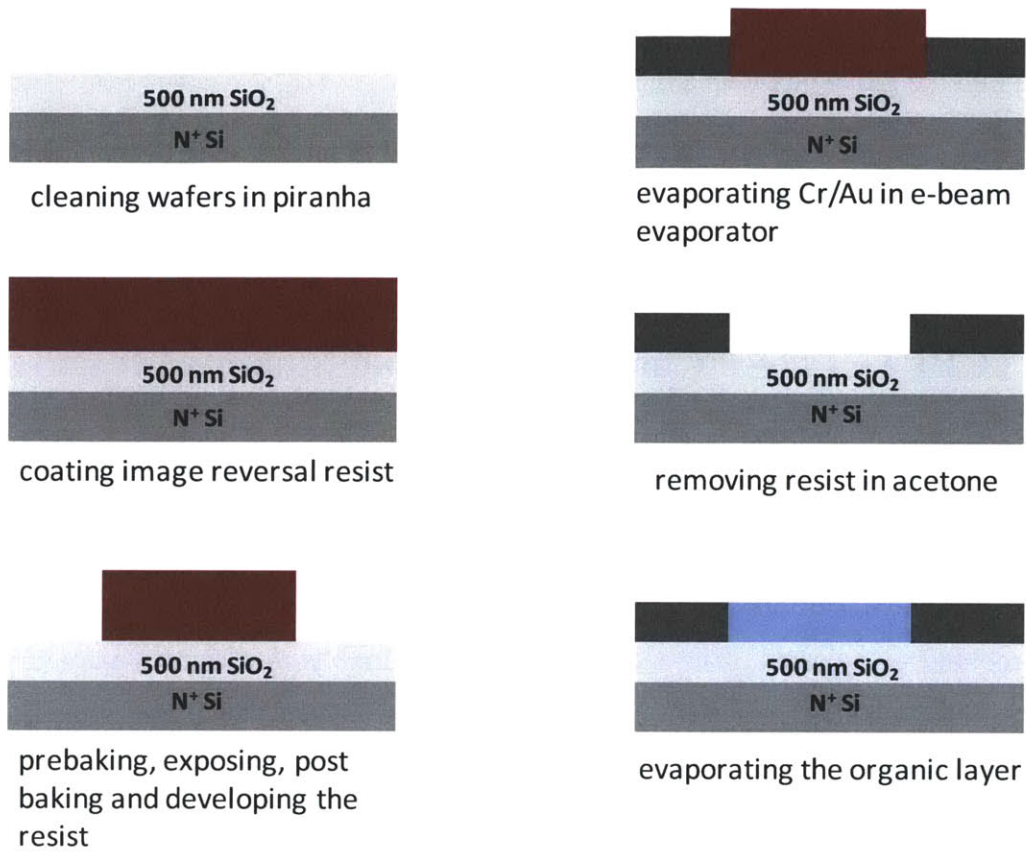 500 nm SiO₂
N⁺ Si
cleaning wafers in piranha
500 nm SiO₂
N⁺ Si
coating image reversal resist
500 nm SiO₂
N⁺ Si
prebaking, exposing, post
baking and developing the
resist
500 nm SiO₂
N⁺ Si
evaporating Cr/Au in e-beam
evaporator
500 nm SiO₂
N⁺ Si
removing resist in acetone
500 nm SiO₂
N⁺ Si
evaporating the organic layer